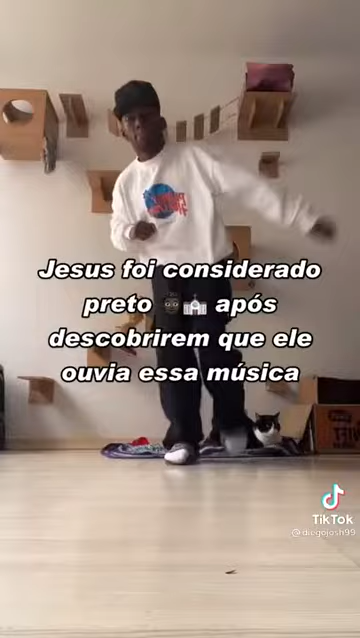 Jesus foi considerado
preto 🧔🏿‍♂️💒 após
descobrirem que ele
ouvia essa música
TikTok
@diegojosh99